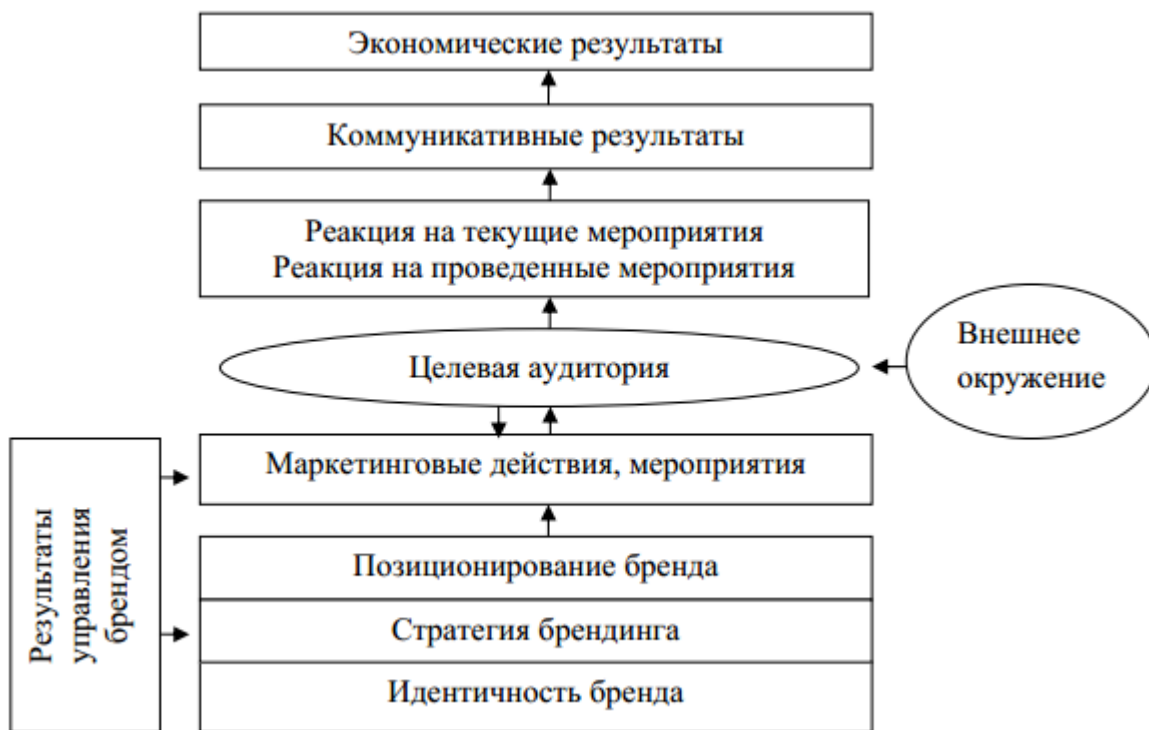 Экономические результаты
Коммуникативные результаты
Реакция на текущие мероприятия
Реакция на проведенные мероприятия
Целевая аудитория
Внешнее
окружение
Маркетинговые действия, мероприятия
Результаты
управления
брендом
Позиционирование бренда
Стратегия брендинга
Идентичность бренда